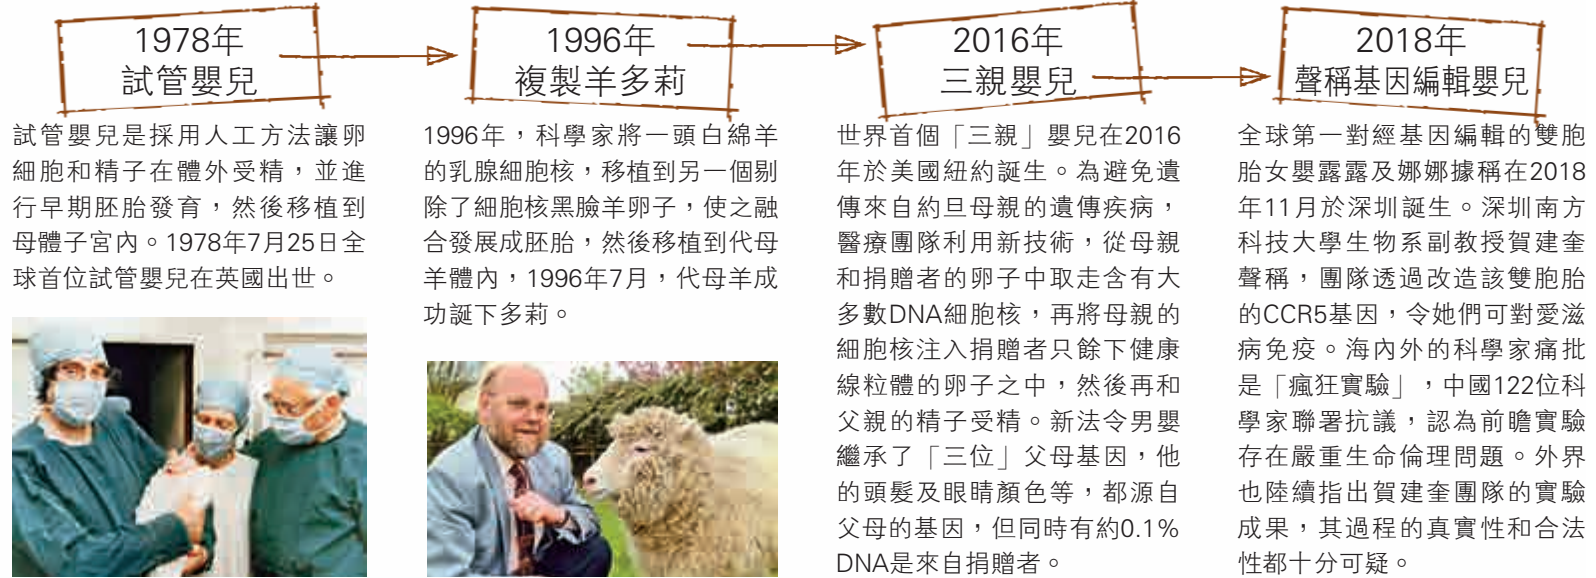 1978年
試管嬰兒
試管嬰兒是採用人工方法讓卵
細胞和精子在體外受精，並進
行早期胚胎發育，然後移植到
母體子宮內。1978年7月25日全
球首位試管嬰兒在英國出世。
1996年
複製羊多莉
1996年，科學家將一頭白綿羊
的乳腺細胞核，移植到另一個剔
除了細胞核黑臉羊卵子，使之融
合發展成胚胎，然後移植到代母
羊體內，1996年7月，代母羊成
功誕下多莉。
2016年
三親嬰兒
世界首個「三親」嬰兒在2016
年於美國紐約誕生。為避免遺
傳來自約旦母親的遺傳疾病，
醫療團隊利用新技術，從母親
和捐贈者的卵子中取走含有大
多數DNA細胞核，再將母親的
細胞核注入捐贈者只餘下健康
線粒體的卵子之中，然後再和
父親的精子受精。新法令男嬰
繼承了「三位」父母基因，他
的頭髮及眼睛顏色等，都源自
父母的基因，但同時有約0.1%
DNA是來自捐贈者。
2018年
聲稱基因編輯嬰兒
全球第一對經基因編輯的雙胞
胎女嬰露露及娜娜據稱在2018
年11月於深圳誕生。深圳南方
科技大學生物系副教授賀建奎
聲稱，團隊透過改造該雙胞胎
的CCR5基因，令她們可對愛滋
病免疫。海內外的科學家痛批
是「瘋狂實驗」，中國122位科
學家聯署抗議，認為前瞻實驗
存在嚴重生命倫理問題。外界
也陸續指出賀建奎團隊的實驗
成果，其過程的真實性和合法
性都十分可疑。